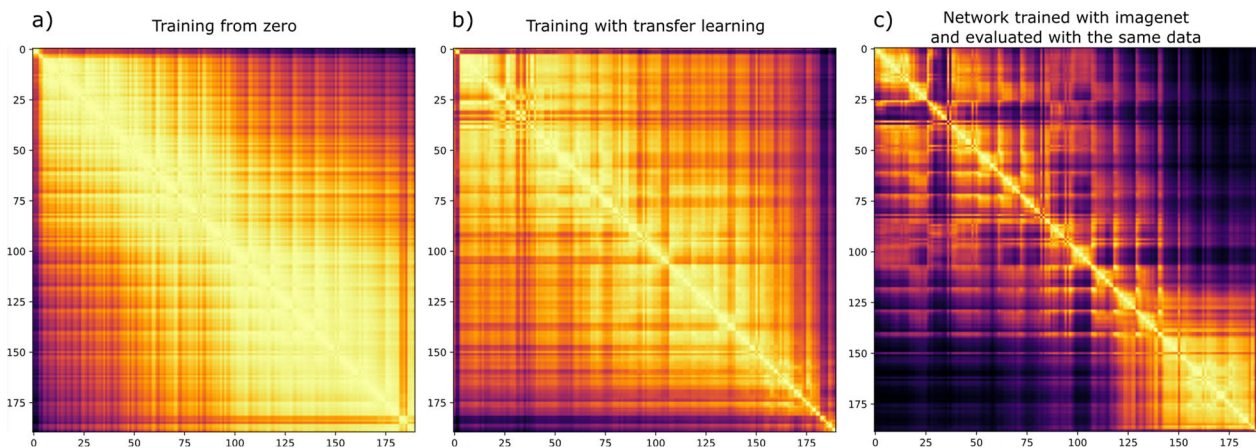 a)
Training from zero
b)
Training with transfer learning
c)
Network trained with imagenet
and evaluated with the same data
0
25
50
75
100
125
150
175
0 25 50 75 100 125 150 175
0
25
50
75
100
125
150
175
0 25 50 75 100 125 150 175
0
25
50
75
100
125
150
175
0 25 50 75 100 125 150 175